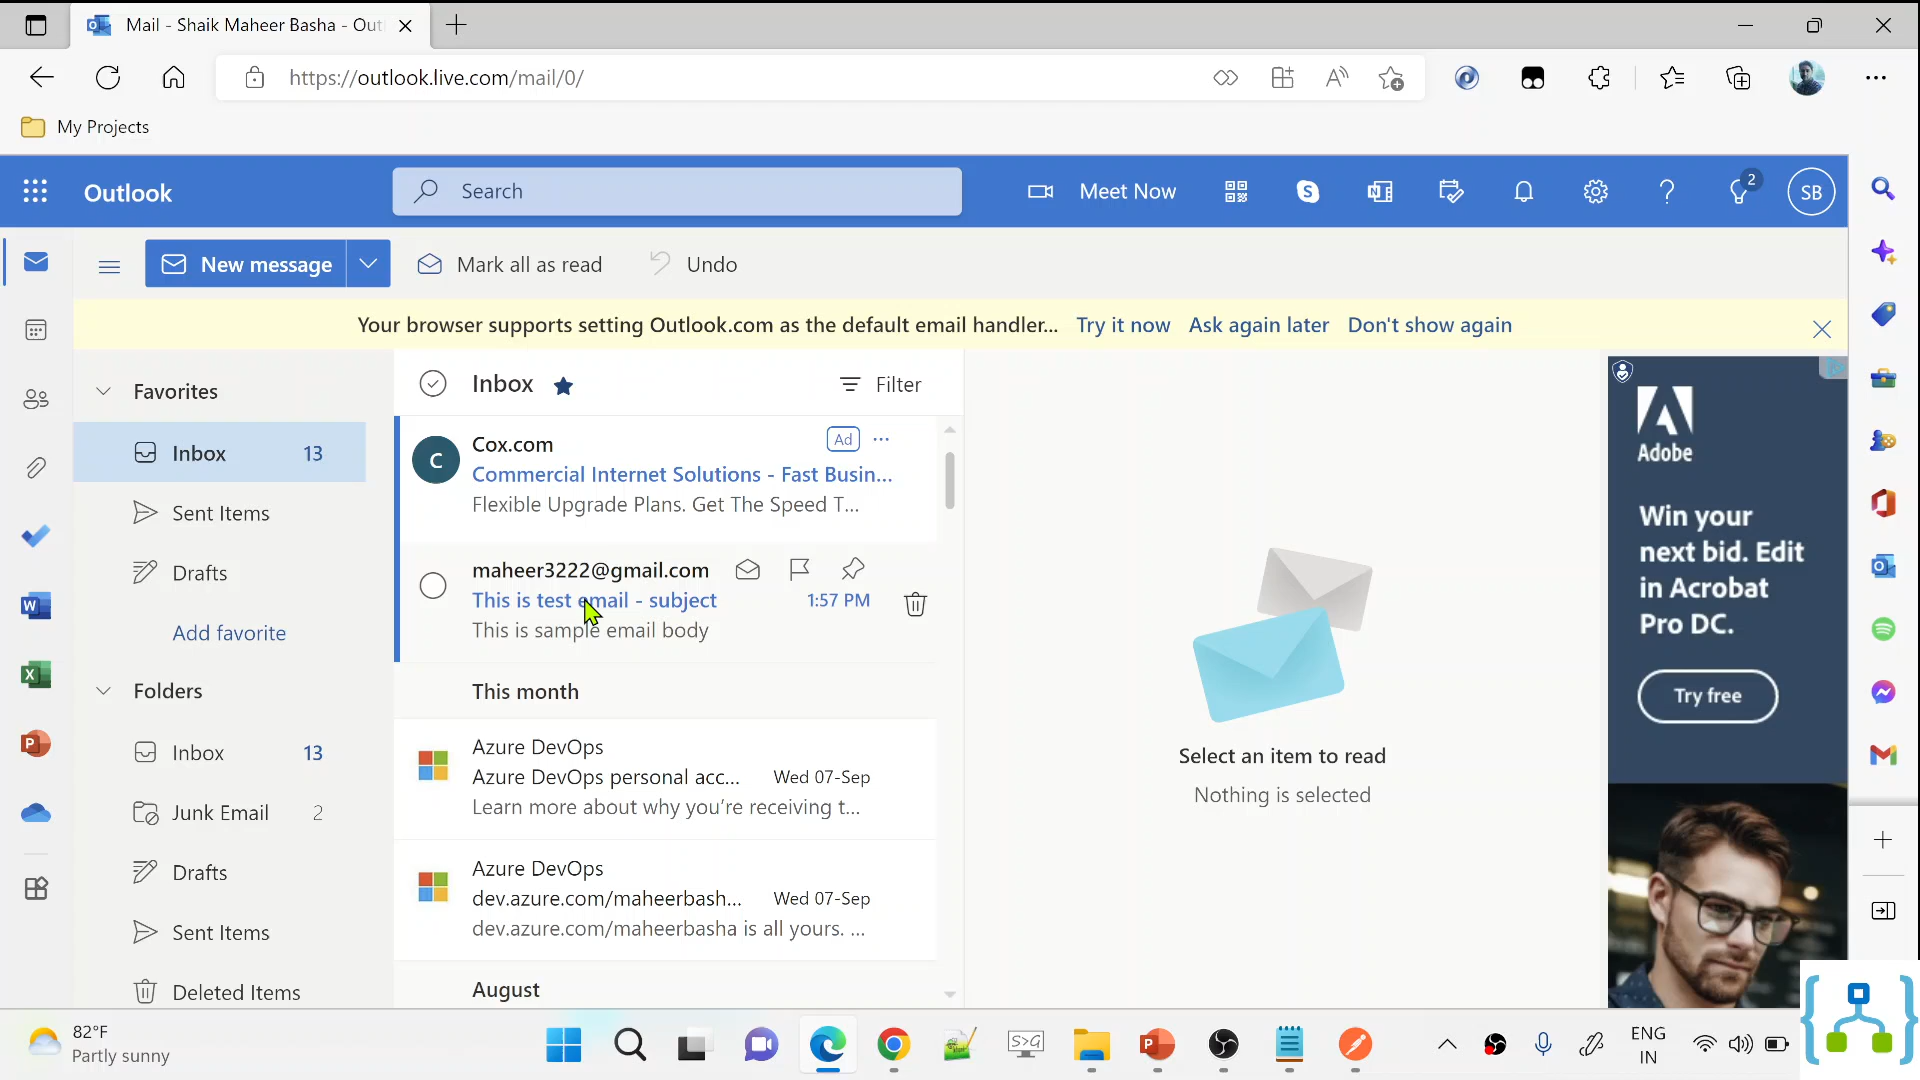 Mail - Shaik Maheer Basha - Out
https://outlook.live.com/mail/0/
My Projects
Outlook
Search
Meet Now
2
SB
New message
Mark all as read
Undo
Your browser supports setting Outlook.com as the default email handler... Try it now Ask again later Don't show again
Favorites
Inbox 13
Sent Items
Drafts
Add favorite
Folders
Inbox 13
Junk Email 2
Drafts
Sent Items
Deleted Items
Inbox
Filter
C
Cox.com Ad
Commercial Internet Solutions - Fast Busin...
Flexible Upgrade Plans. Get The Speed T...
maheer3222@gmail.com
This is test email - subject 1:57 PM
This is sample email body
This month
Azure DevOps
Azure DevOps personal acc... Wed 07-Sep
Learn more about why you're receiving t...
Azure DevOps
dev.azure.com/maheerbash... Wed 07-Sep
dev.azure.com/maheerbasha is all yours. ...
August
Select an item to read
Nothing is selected
Adobe
Win your
next bid. Edit
in Acrobat
Pro DC.
Try free
82°F
Partly sunny
S>G
ENG
IN